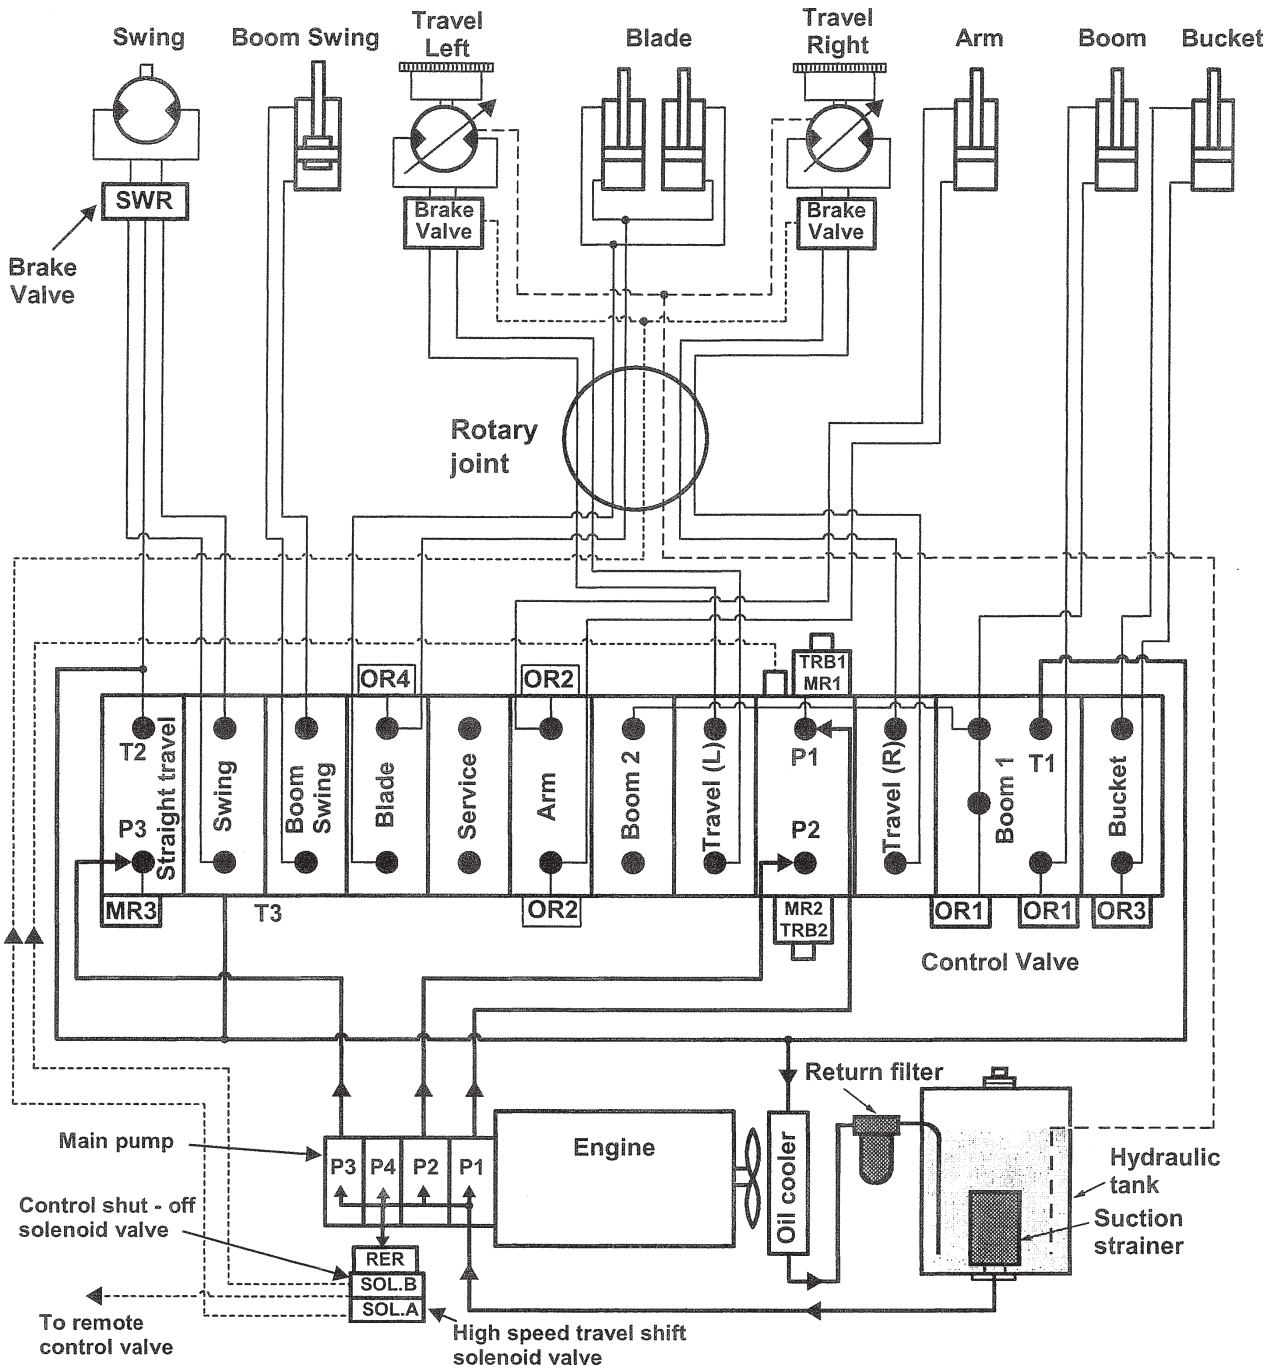 Swing
Boom Swing
Travel
Left
Blade
Travel
Right
Arm
Boom
Bucket
SWR
Brake
Valve
Brake
Valve
Brake
Valve
Rotary
joint
OR4
OR2
TRB1
MR1
T2
P3
Straight travel
Swing
Boom
Swing
Blade
Service
Arm
Boom 2
Travel (L)
P1
P2
Travel (R)
Boom 1
T1
Bucket
MR3
T3
OR2
MR2
TRB2
OR1
OR1
OR3
Control Valve
Return filter
Main pump
P3
P4
P2
P1
Engine
Oil cooler
Hydraulic
tank
Suction
strainer
Control shut - off
solenoid valve
RER
SOL.B
SOL.A
To remote
control valve
High speed travel shift
solenoid valve